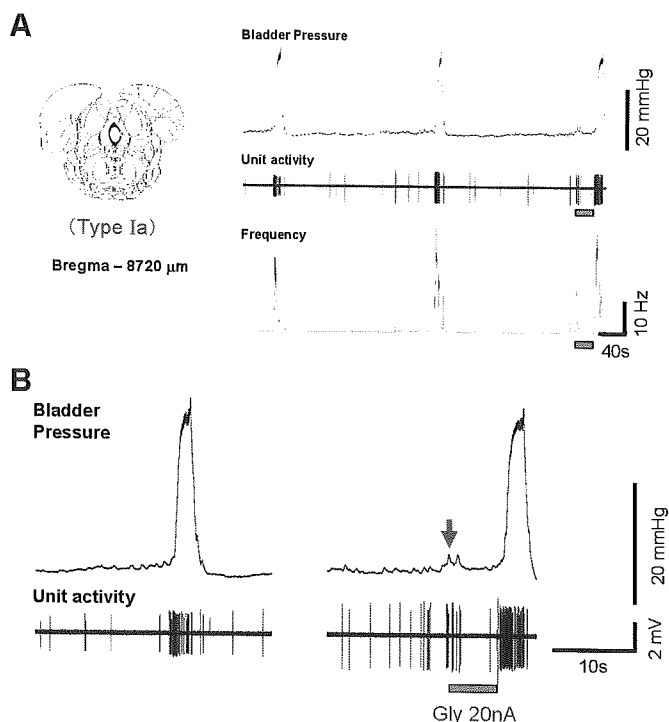 A
Bladder Pressure
20 mmHg
Unit activity
(Type Ia)
Bregma – 8720 μm
Frequency
10 Hz
40s
B
Bladder
Pressure
20 mmHg
Unit activity
2 mV
10s
Gly 20nA